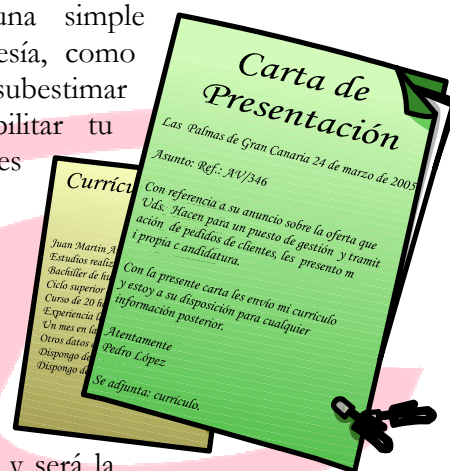 una simple
esía, como
subestimar
bilitar tu
es
Carta de
Presentación
Las Palmas de Gran Canaria 24 de marzo de 2005
Asunto: Ref.: AV/346
Con referencia a su anuncio sobre la oferta que
Uds. Hacen para un puesto de gestión y tramit
ación de pedidos de clientes, les presento m
i propia c andidatura.
Con la presente carta les envío mi currículo
y estoy a su disposición para cualquier
información posterior.
Atentamente
Pedro López
Se adjunta: currículo.
Currícu
Juan Martin A
Estudios realiz
Bachiller de hu
Ciclo superior
Curso de 20 h
Experiencia l
Un mes en la
Otros datos
Dispongo d
Dispongo d
y será la